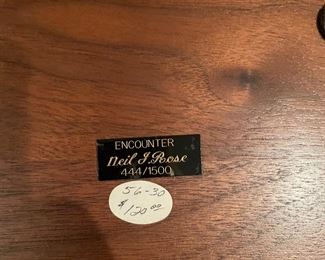 ENCOUNTER
Neil J. Rose
444/1500
56-30
$120.00